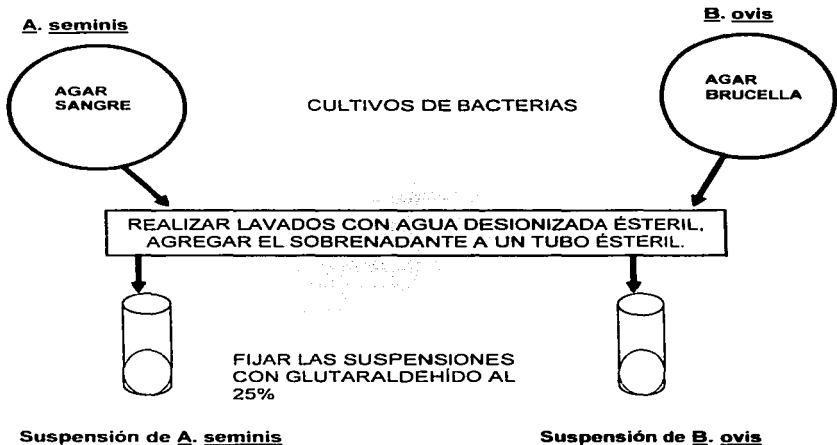 A. seminis
B. ovis
AGAR
SANGRE
CULTIVOS DE BACTERIAS
AGAR
BRUCELLA
REALIZAR LAVADOS CON AGUA DESIONIZADA ÉSTERIL,
AGREGAR EL SOBRENADANTE A UN TUBO ÉSTERIL.
FIJAR LAS SUSPENSIONES
CON GLUTARALDEHÍDO AL
25%
Suspensión de A. seminis
Suspensión de B. ovis